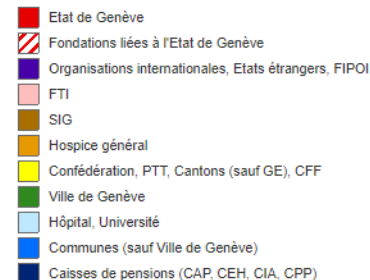 Etat de Genève
Fondations liées à l'Etat de Genève
Organisations internationales, Etats étrangers, FIPOI
FTI
SIG
Hospice général
Confédération, PTT, Cantons (sauf GE), CFF
Ville de Genève
Hôpital, Université
Communes (sauf Ville de Genève)
Caisses de pensions (CAP, CEH, CIA, CPP)